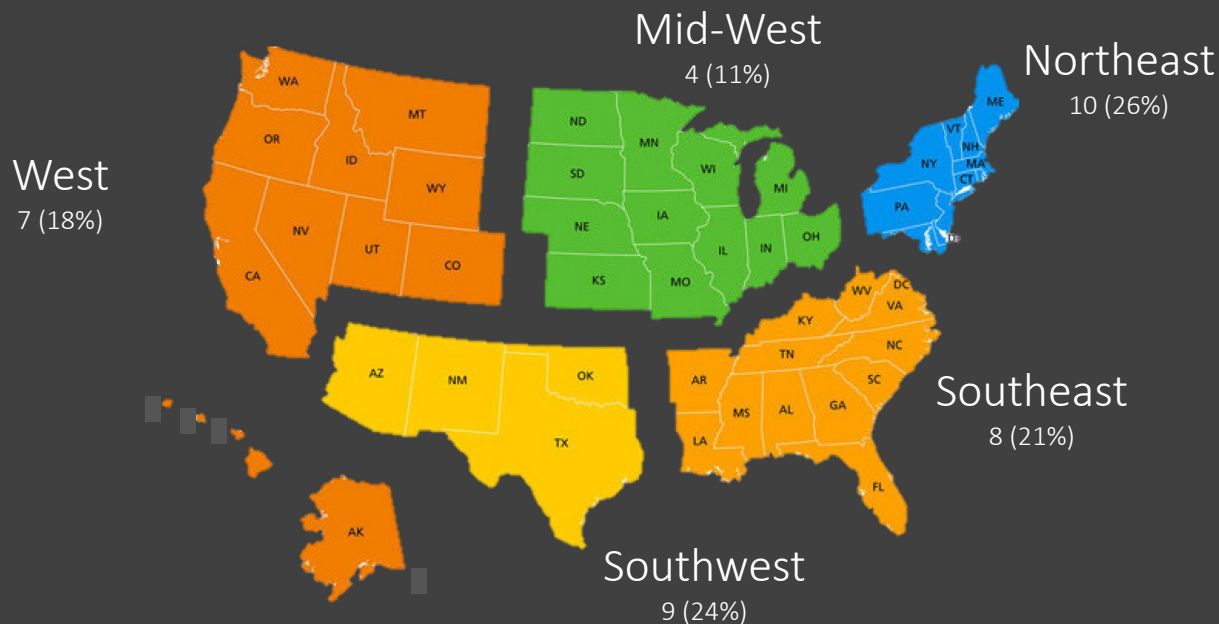 Mid-West
4 (11%)
Northeast
10 (26%)
West
7 (18%)
Southeast
8 (21%)
Southwest
9 (24%)
WA
OR
ID
MT
WY
NV
UT
CO
CA
AK
ND
SD
NE
KS
MN
IA
MO
WI
IL
MI
IN
OH
ME
VT
NH
MA
CT
NY
PA
AZ
NM
OK
TX
WV
DC
VA
KY
TN
NC
SC
AR
LA
MS
AL
GA
FL